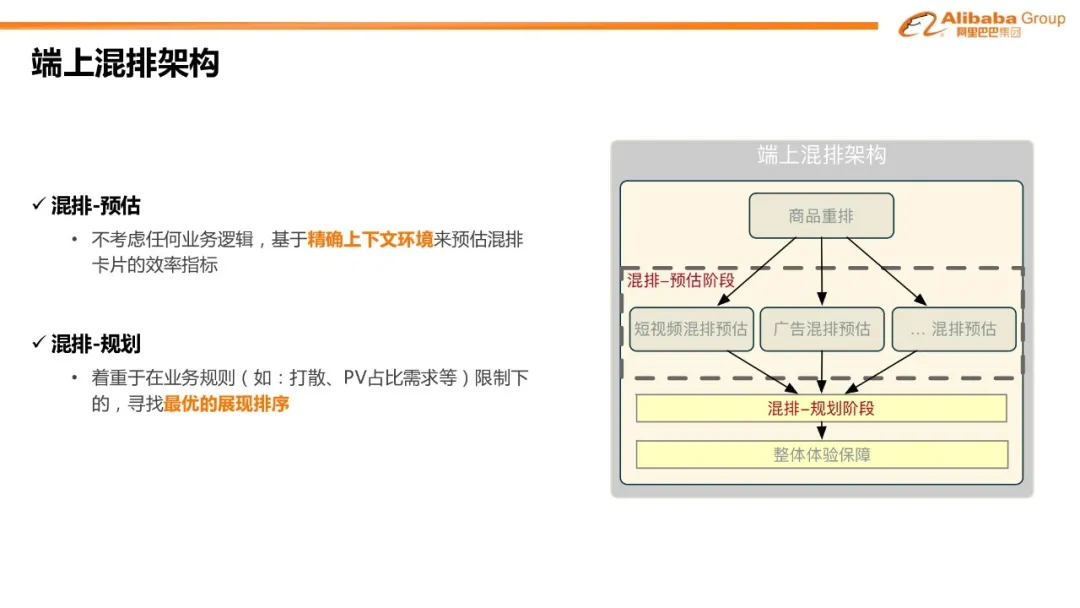 Alibaba Group
阿里巴巴集团
端上混排架构
✓ 混排-预估
• 不考虑任何业务逻辑，基于精确上下文环境来预估混排
卡片的效率指标
✓ 混排-规划
• 着重于在业务规则（如：打散、PV占比需求等）限制下
的，寻找最优的展现排序
端上混排架构
商品重排
混排-预估阶段
短视频混排预估
广告混排预估
... 混排预估
混排-规划阶段
整体体验保障